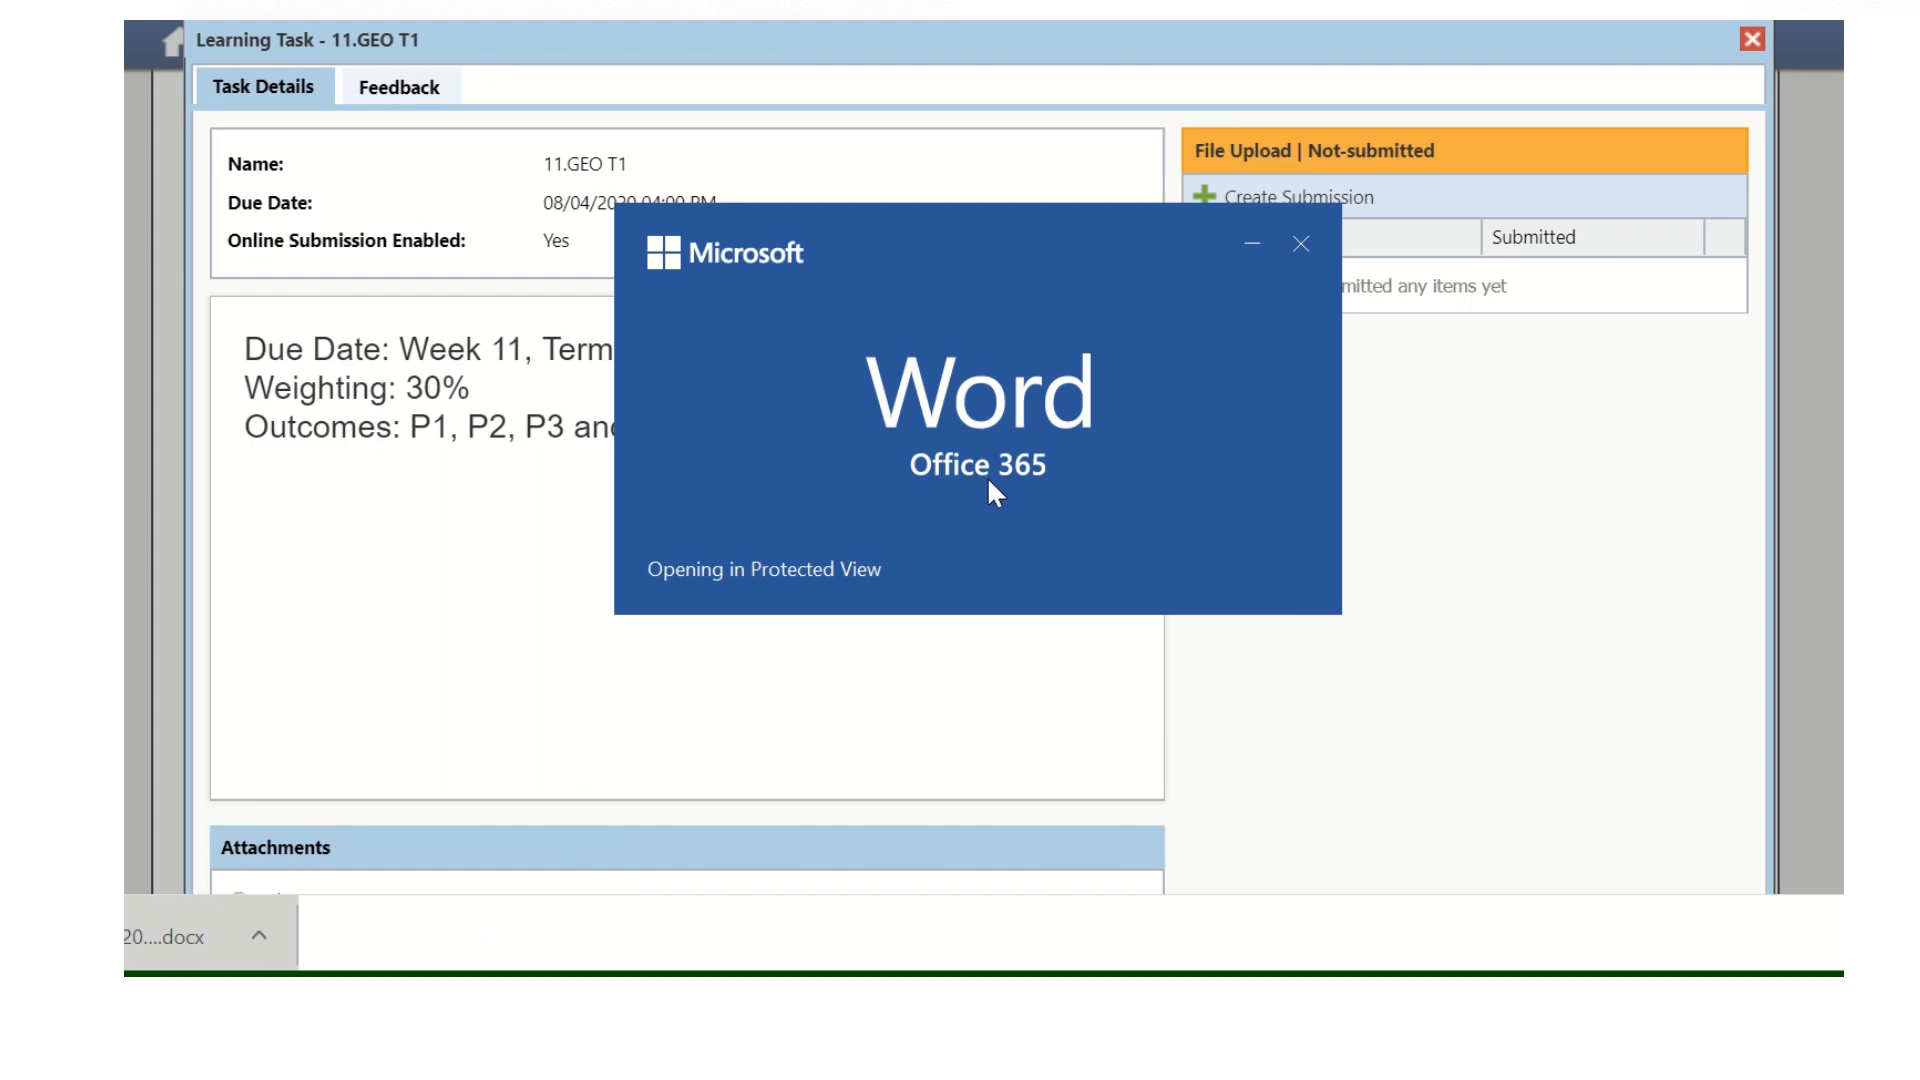 Learning Task - 11.GEO T1
Task Details
Feedback
Name:
11.GEO T1
Due Date:
Online Submission Enabled:
Yes
File Upload | Not-submitted
Create Submission
Submitted
any items yet
Due Date: Week 11, Term
Weighting: 30%
Outcomes: P1, P2, P3
Microsoft
Word
Office 365
Opening in Protected View
Attachments
20....docx